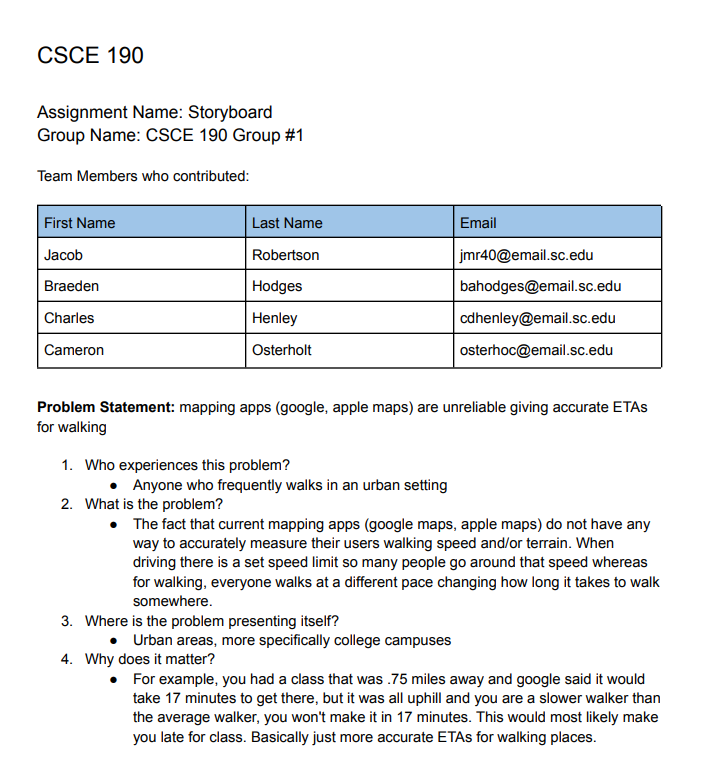 CSCE 190
Assignment Name: Storyboard
Group Name: CSCE 190 Group #1
Team Members who contributed:
First Name Last Name Email
Jacob Robertson jmr40@email.sc.edu
Braeden Hodges bahodges@email.sc.edu
Charles Henley cdhenley@email.sc.edu
Cameron Osterholt osterhoc@email.sc.edu
Problem Statement: mapping apps (google, apple maps) are unreliable giving accurate ETAs
for walking
1. Who experiences this problem?
● Anyone who frequently walks in an urban setting
2. What is the problem?
● The fact that current mapping apps (google maps, apple maps) do not have any
way to accurately measure their users walking speed and/or terrain. When
driving there is a set speed limit so many people go around that speed whereas
for walking, everyone walks at a different pace changing how long it takes to walk
somewhere.
3. Where is the problem presenting itself?
● Urban areas, more specifically college campuses
4. Why does it matter?
● For example, you had a class that was .75 miles away and google said it would
take 17 minutes to get there, but it was all uphill and you are a slower walker than
the average walker, you won't make it in 17 minutes. This would most likely make
you late for class. Basically just more accurate ETAs for walking places.